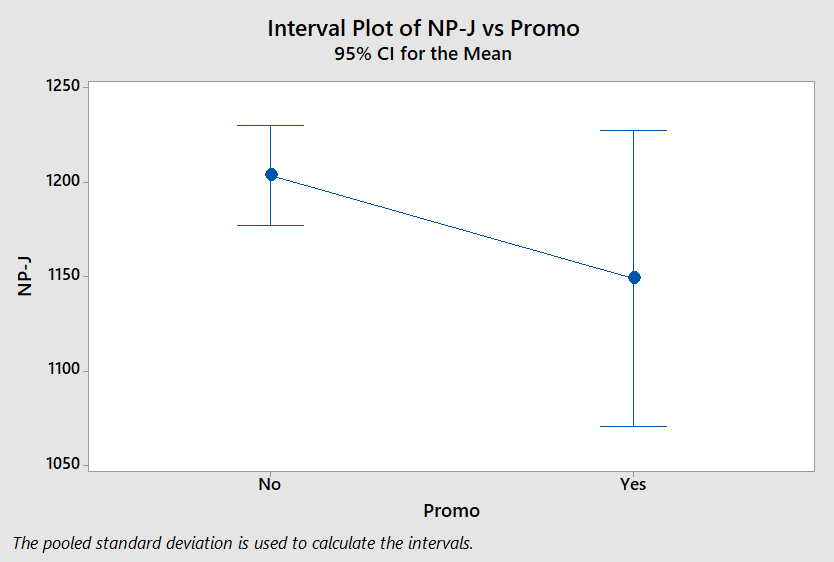 Interval Plot of NP-J vs Promo
95% CI for the Mean
1250
1200
1150
1100
1050
NP-J
No
Yes
Promo
The pooled standard deviation is used to calculate the intervals.